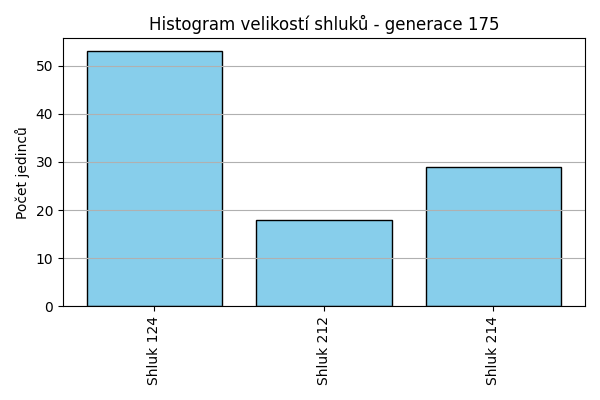 Histogram velikostí shluků - generace 175
Počet jedinců
50
40
30
20
10
0
Shluk 124
Shluk 212
Shluk 214